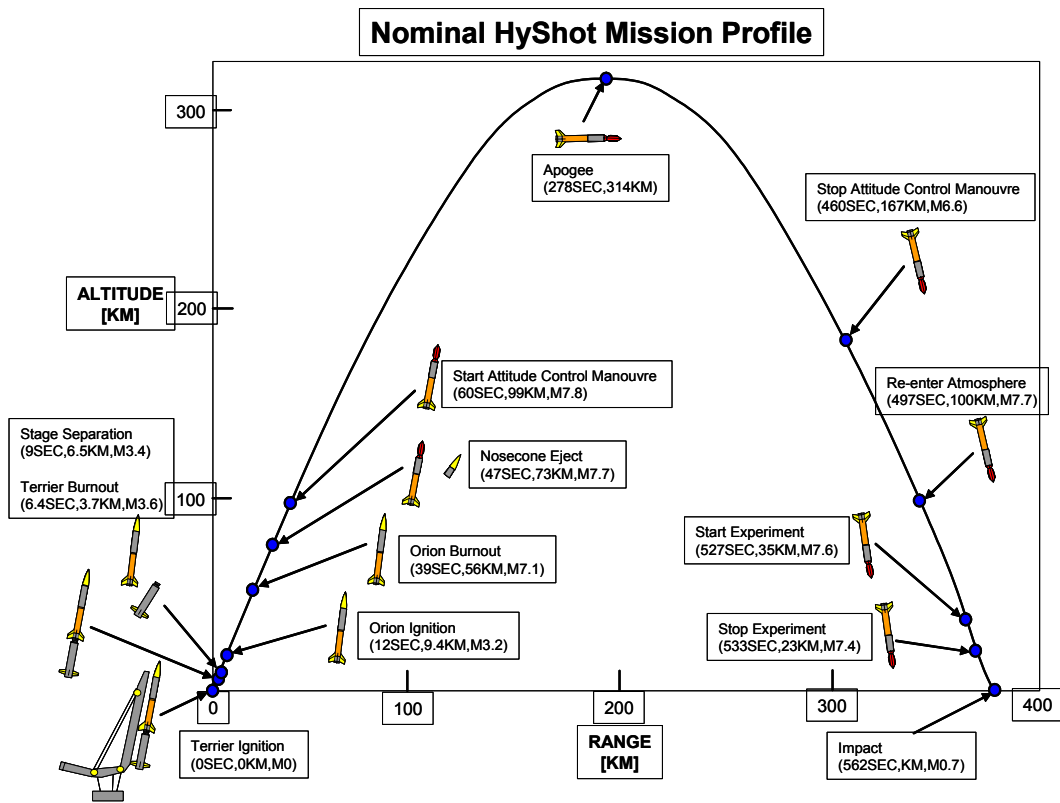 Nominal HyShot Mission Profile
300
Apogee
(278SEC,314KM)
Stop Attitude Control Manouvre
(460SEC,167KM,M6.6)
ALTITUDE
[KM]
200
Start Attitude Control Manouvre
(60SEC,99KM,M7.8)
Re-enter Atmosphere
(497SEC,100KM,M7.7)
Stage Separation
(9SEC,6.5KM,M3.4)
Terrier Burnout
(6.4SEC,3.7KM,M3.6)
Nosecone Eject
(47SEC,73KM,M7.7)
100
Start Experiment
(527SEC,35KM,M7.6)
Orion Burnout
(39SEC,56KM,M7.1)
Orion Ignition
(12SEC,9.4KM,M3.2)
Stop Experiment
(533SEC,23KM,M7.4)
0
100
200
300
400
Terrier Ignition
(0SEC,0KM,M0)
RANGE
[KM]
Impact
(562SEC,KM,M0.7)